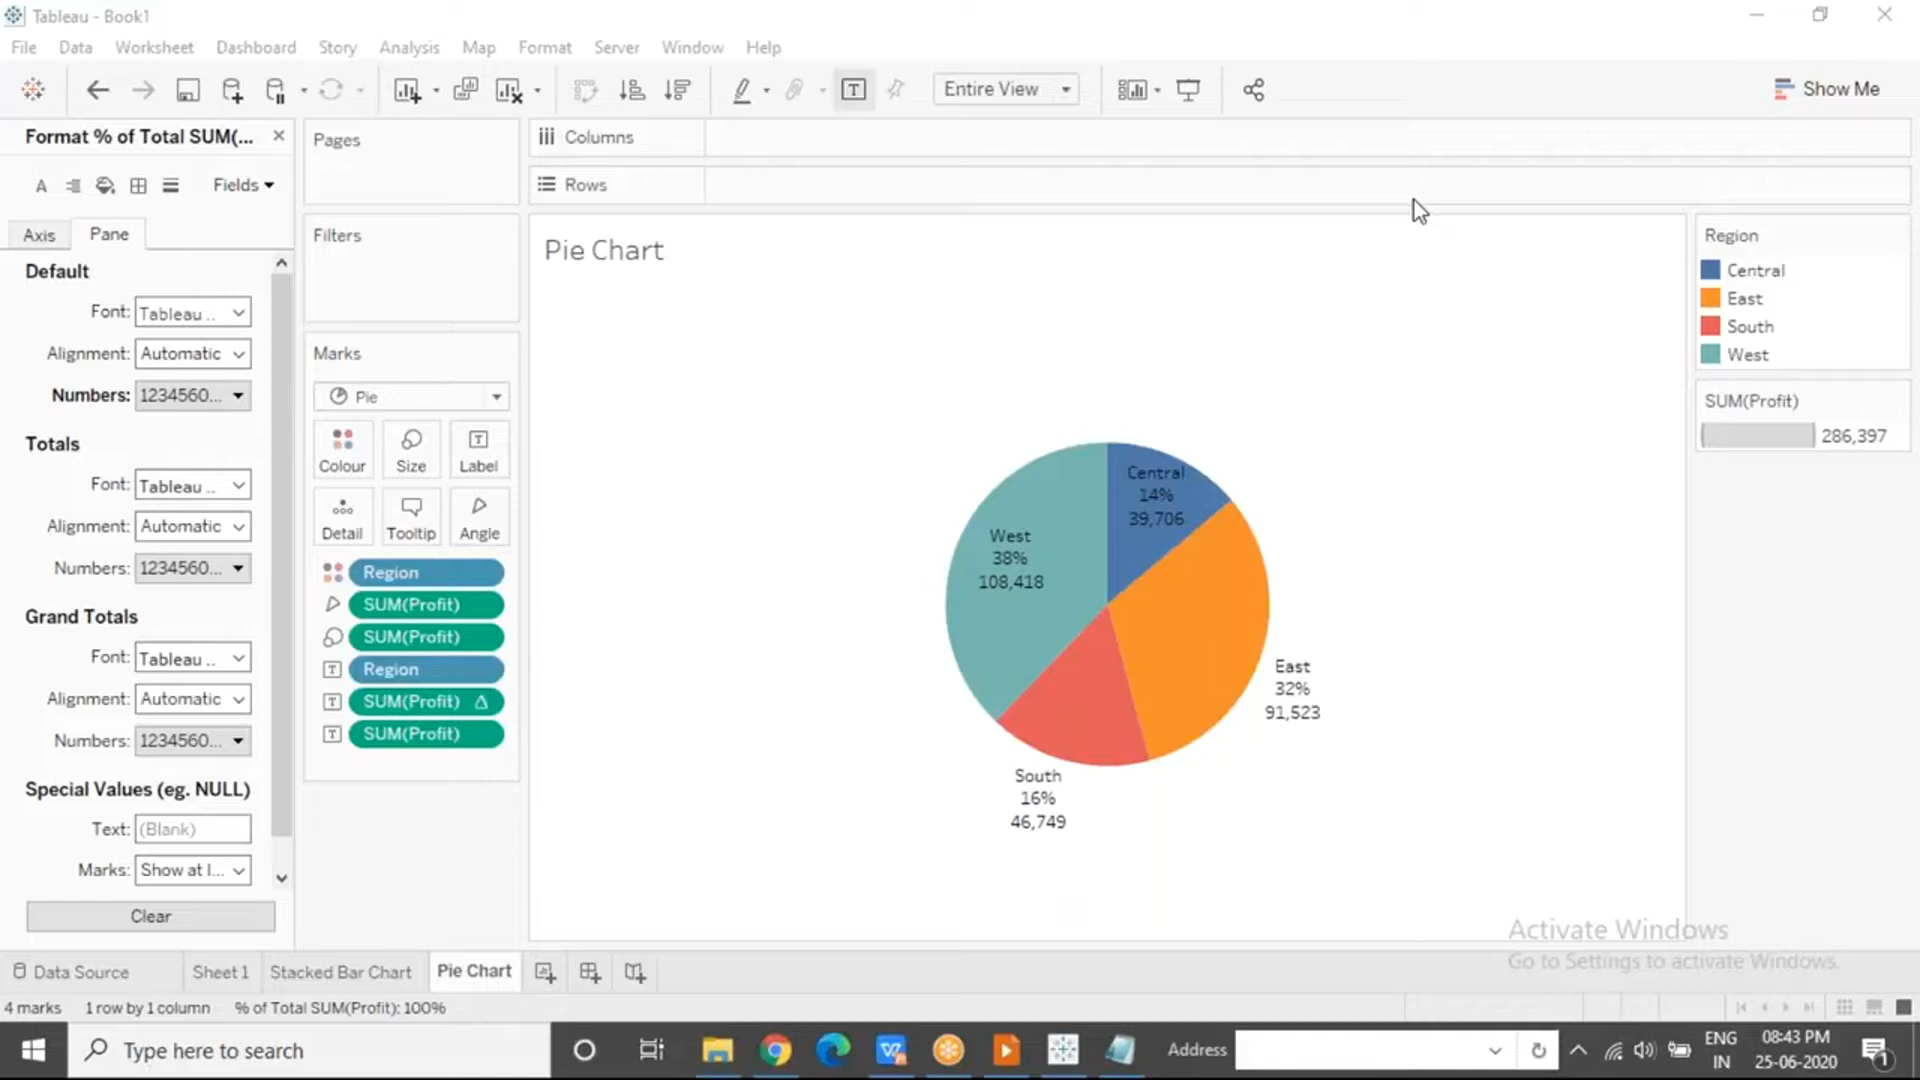 Tableau - Book1
File Data Worksheet Dashboard Story Analysis Map Format Server Window Help
Entire View
Show Me
Format % of Total SUM(...
Fields
Axis Pane
Default
Font: Tableau ..
Alignment: Automatic
Numbers: 1234560...
Totals
Font: Tableau ..
Alignment: Automatic
Numbers: 1234560...
Grand Totals
Font: Tableau ..
Alignment: Automatic
Numbers: 1234560...
Special Values (eg. NULL)
Text: (Blank)
Marks: Show at I...
Clear
Pages
Filters
Marks
Pie
Colour Size Label
Detail Tooltip Angle
Region
SUM(Profit)
SUM(Profit)
Region
SUM(Profit)
SUM(Profit)
Columns
Rows
Pie Chart
Central
14%
39,706
West
38%
108,418
East
32%
91,523
South
16%
46,749
Region
Central
East
South
West
SUM(Profit)
286,397
Activate Windows
Go to Settings to activate Windows.
Data Source Sheet 1 Stacked Bar Chart Pie Chart
4 marks 1 row by 1 column % of Total SUM(Profit): 100%
Type here to search
Address
ENG
IN
08:43 PM
25-06-2020
1